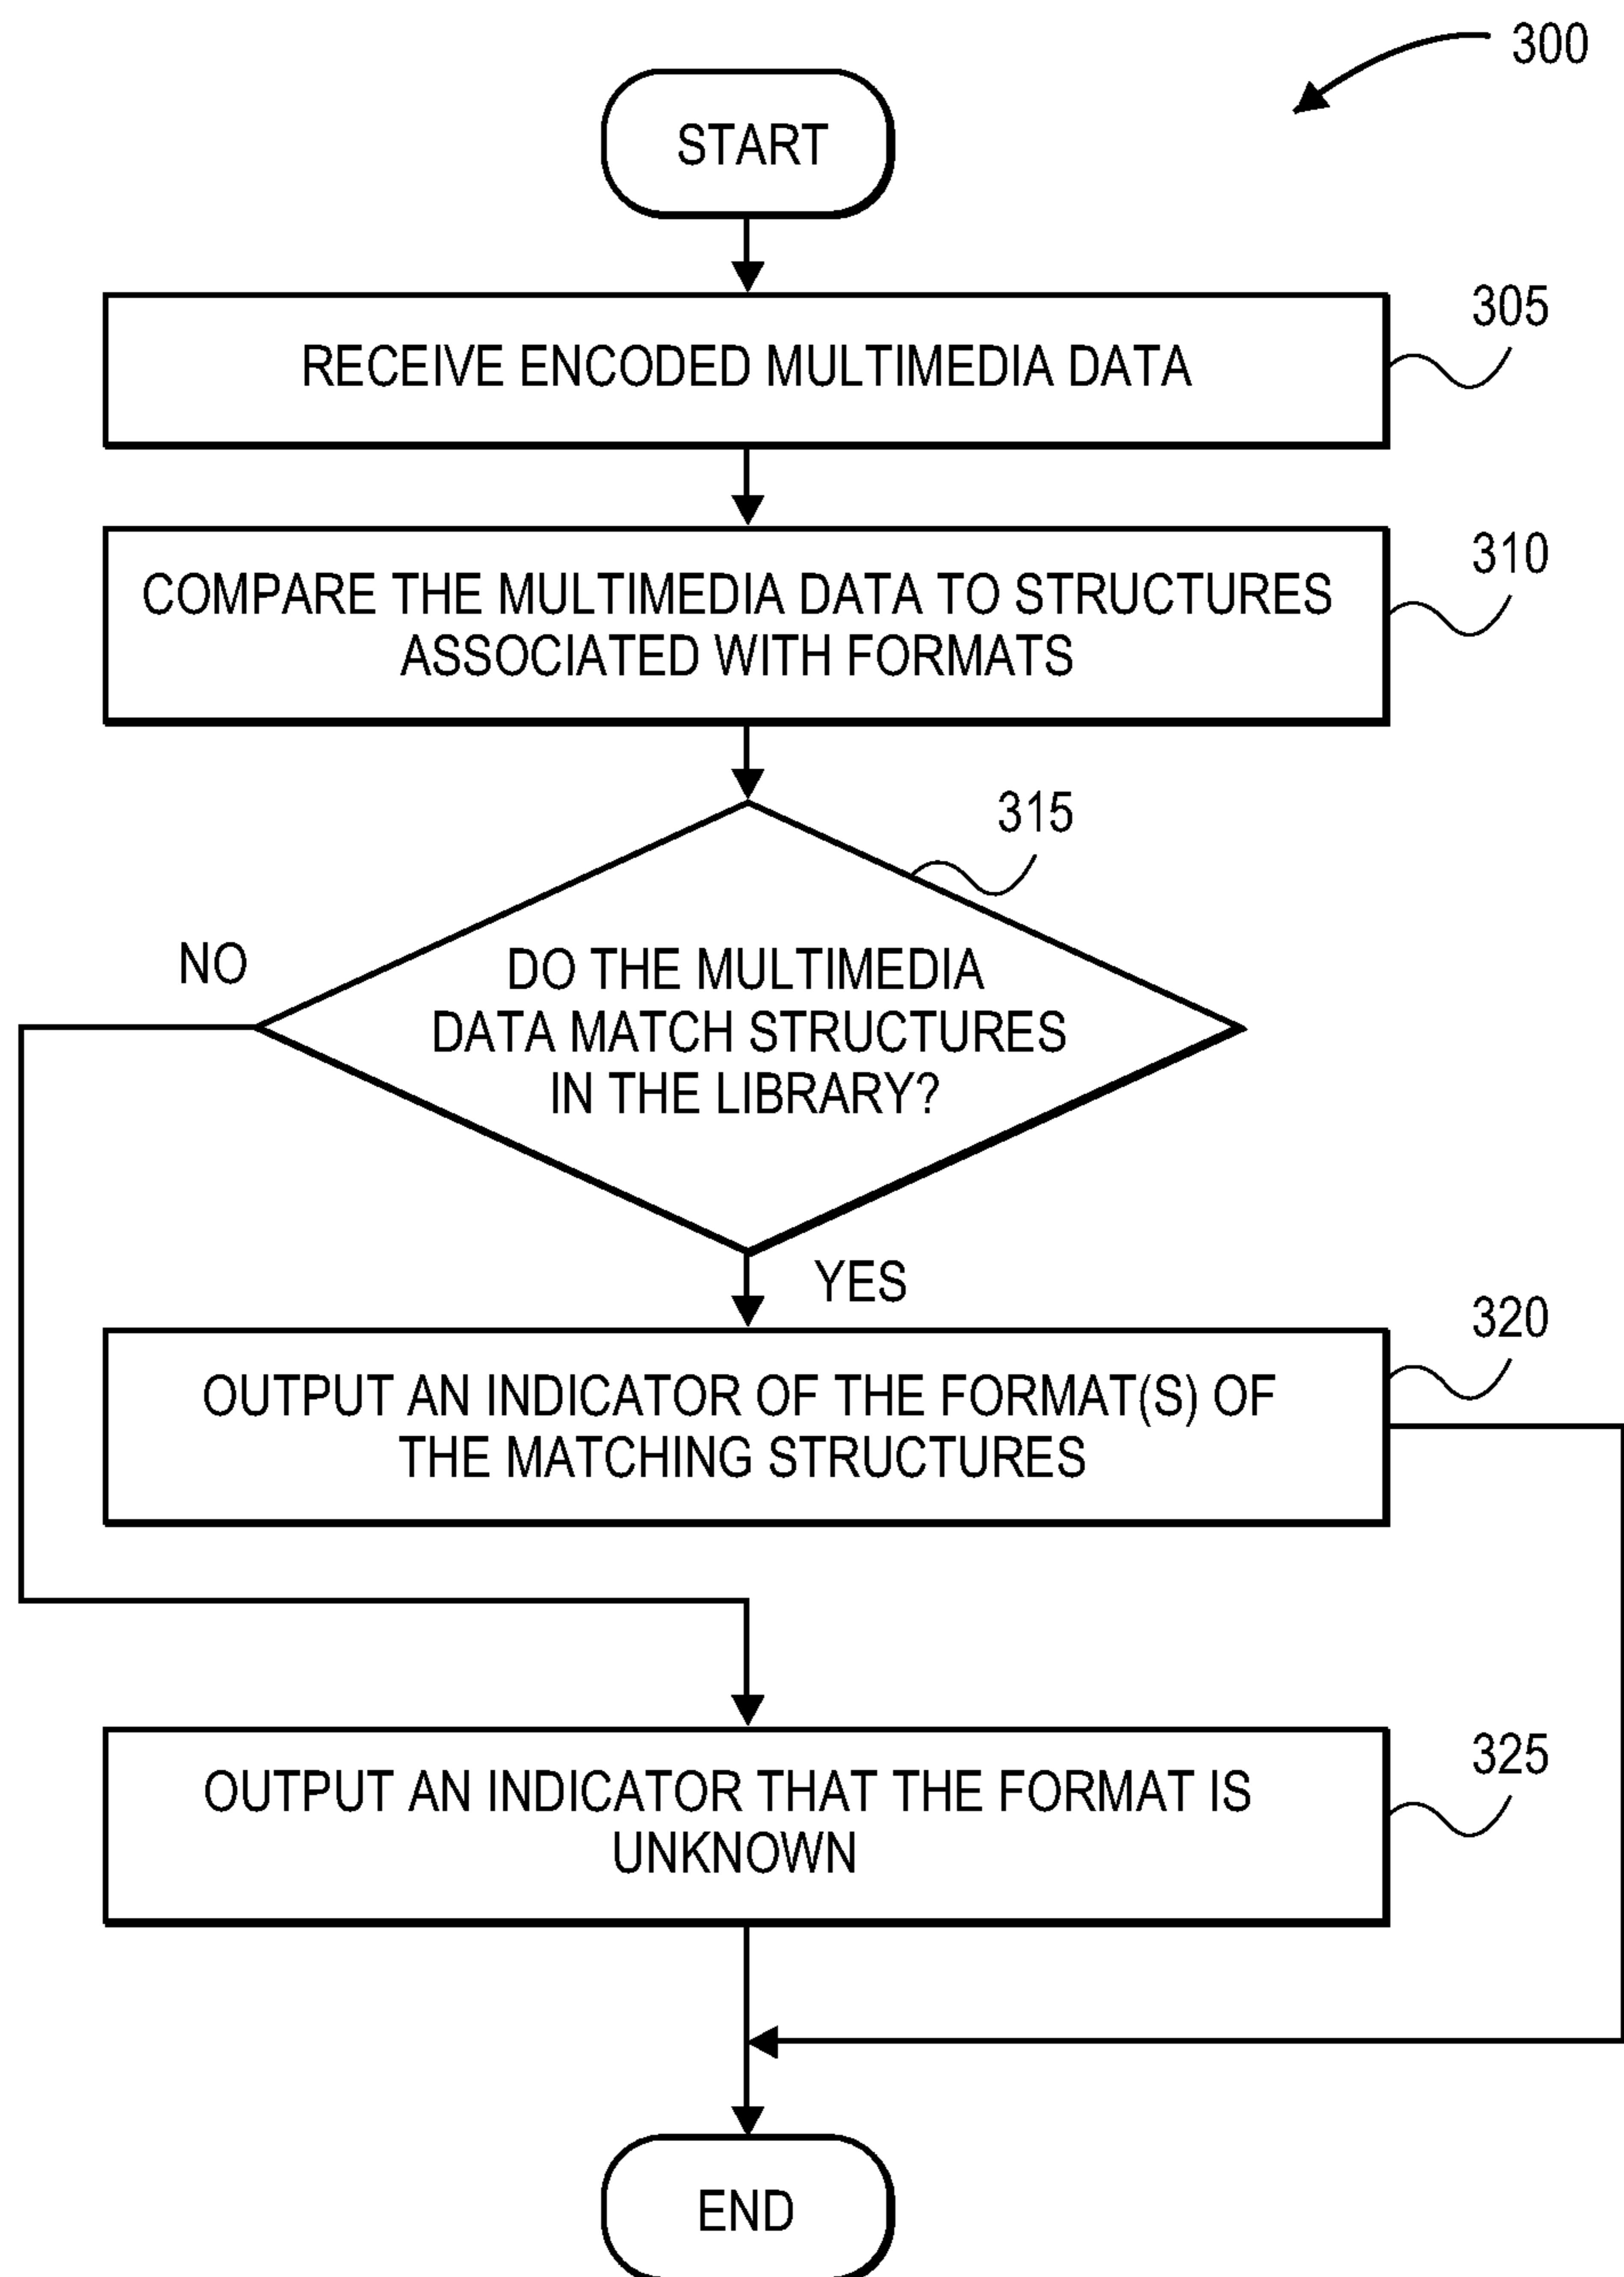 300
START
305
RECEIVE ENCODED MULTIMEDIA DATA
310
COMPARE THE MULTIMEDIA DATA TO STRUCTURES
ASSOCIATED WITH FORMATS
315
NO
DO THE MULTIMEDIA
DATA MATCH STRUCTURES
IN THE LIBRARY?
YES
320
OUTPUT AN INDICATOR OF THE FORMAT(S) OF
THE MATCHING STRUCTURES
325
OUTPUT AN INDICATOR THAT THE FORMAT IS
UNKNOWN
END